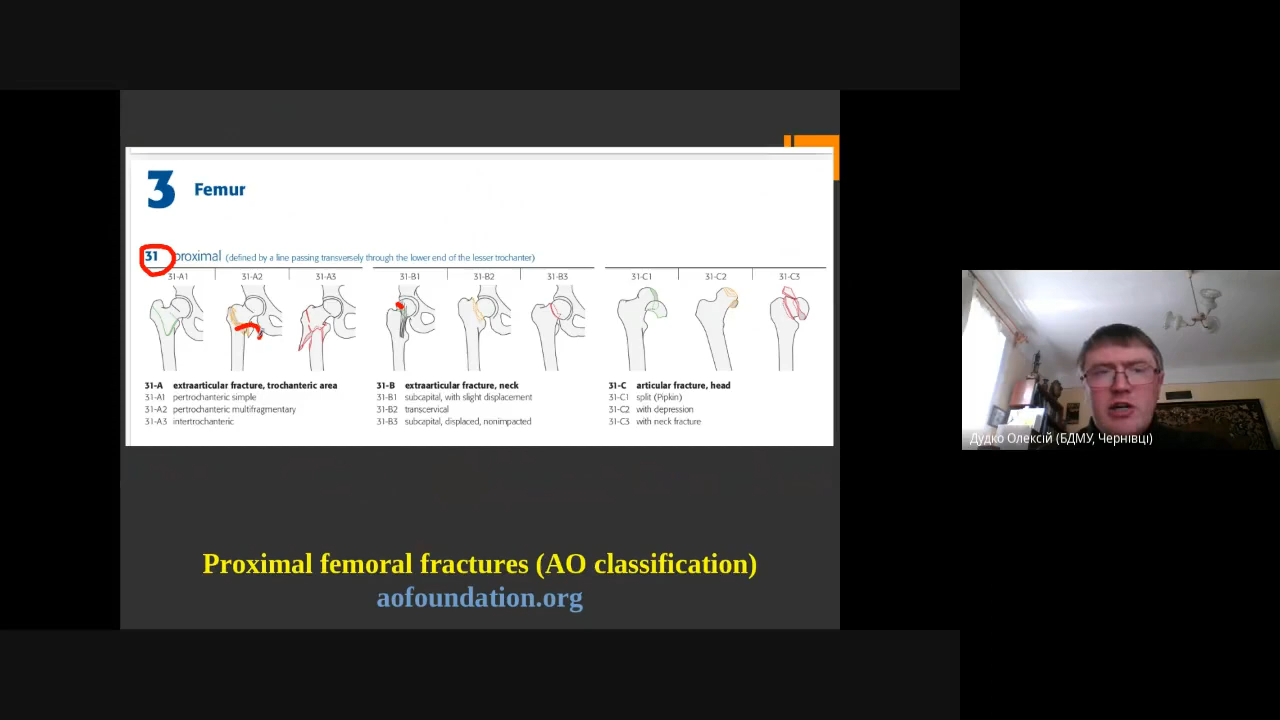 3 Femur
31 proximal (defined by a line passing transversely through the lower end of the lesser trochanter)
31-A1 31-A2 31-A3 31-B1 31-B2 31-B3 31-C1 31-C2 31-C3
31-A extraarticular fracture, trochanteric area
31-A1 pertrochanteric simple
31-A2 pertrochanteric multifragmentary
31-A3 intertrochanteric
31-B extraarticular fracture, neck
31-B1 subcapital, with slight displacement
31-B2 transcervical
31-B3 subcapital, displaced, nonimpacted
31-C articular fracture, head
31-C1 split (Pipkin)
31-C2 with depression
31-C3 with neck fracture
Proximal femoral fractures (AO classification)
aofoundation.org
Дудко Олексій (БДМУ, Чернівці)